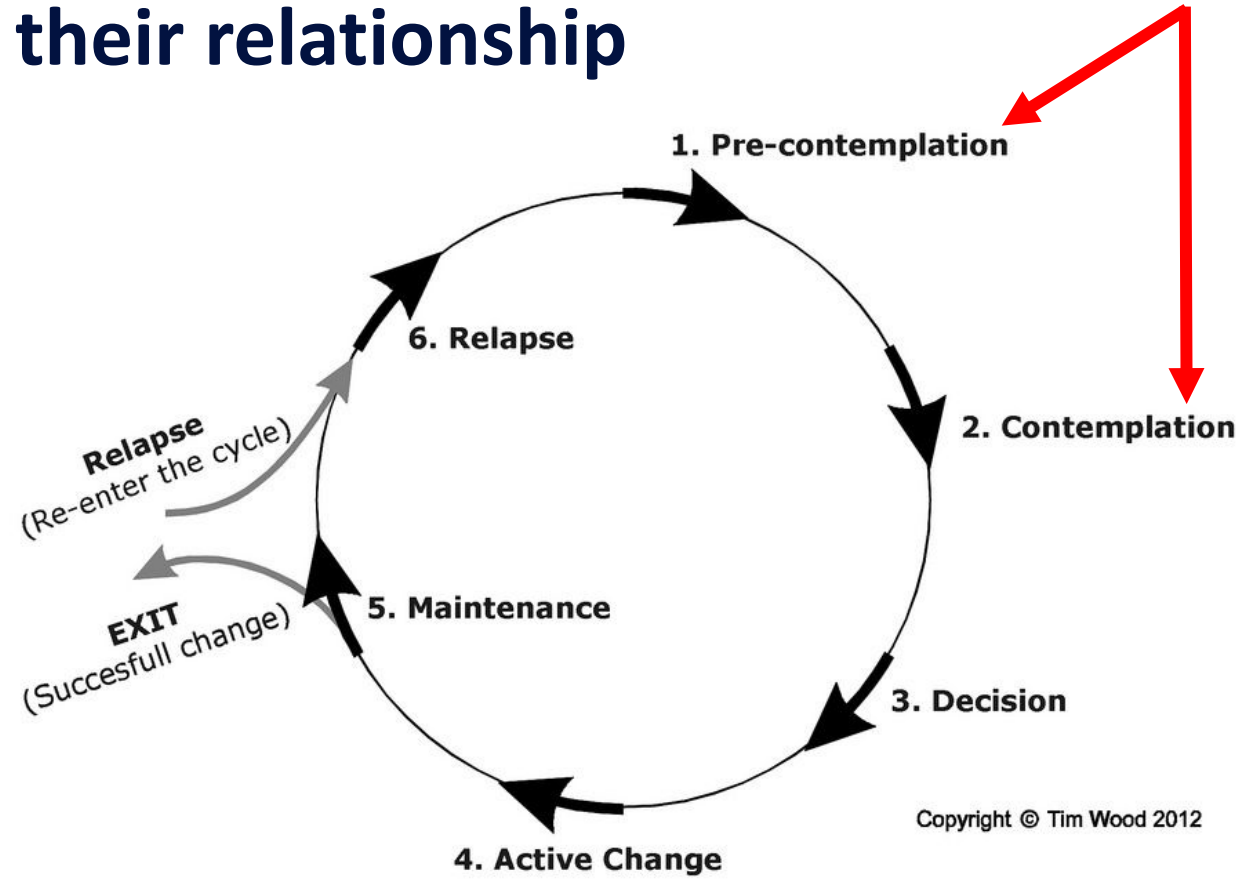 their relationship
1. Pre-contemplation
6. Relapse
2. Contemplation
Relapse
(Re-enter the cycle)
5. Maintenance
EXIT
(Succesfull change)
3. Decision
Copyright © Tim Wood 2012
4. Active Change